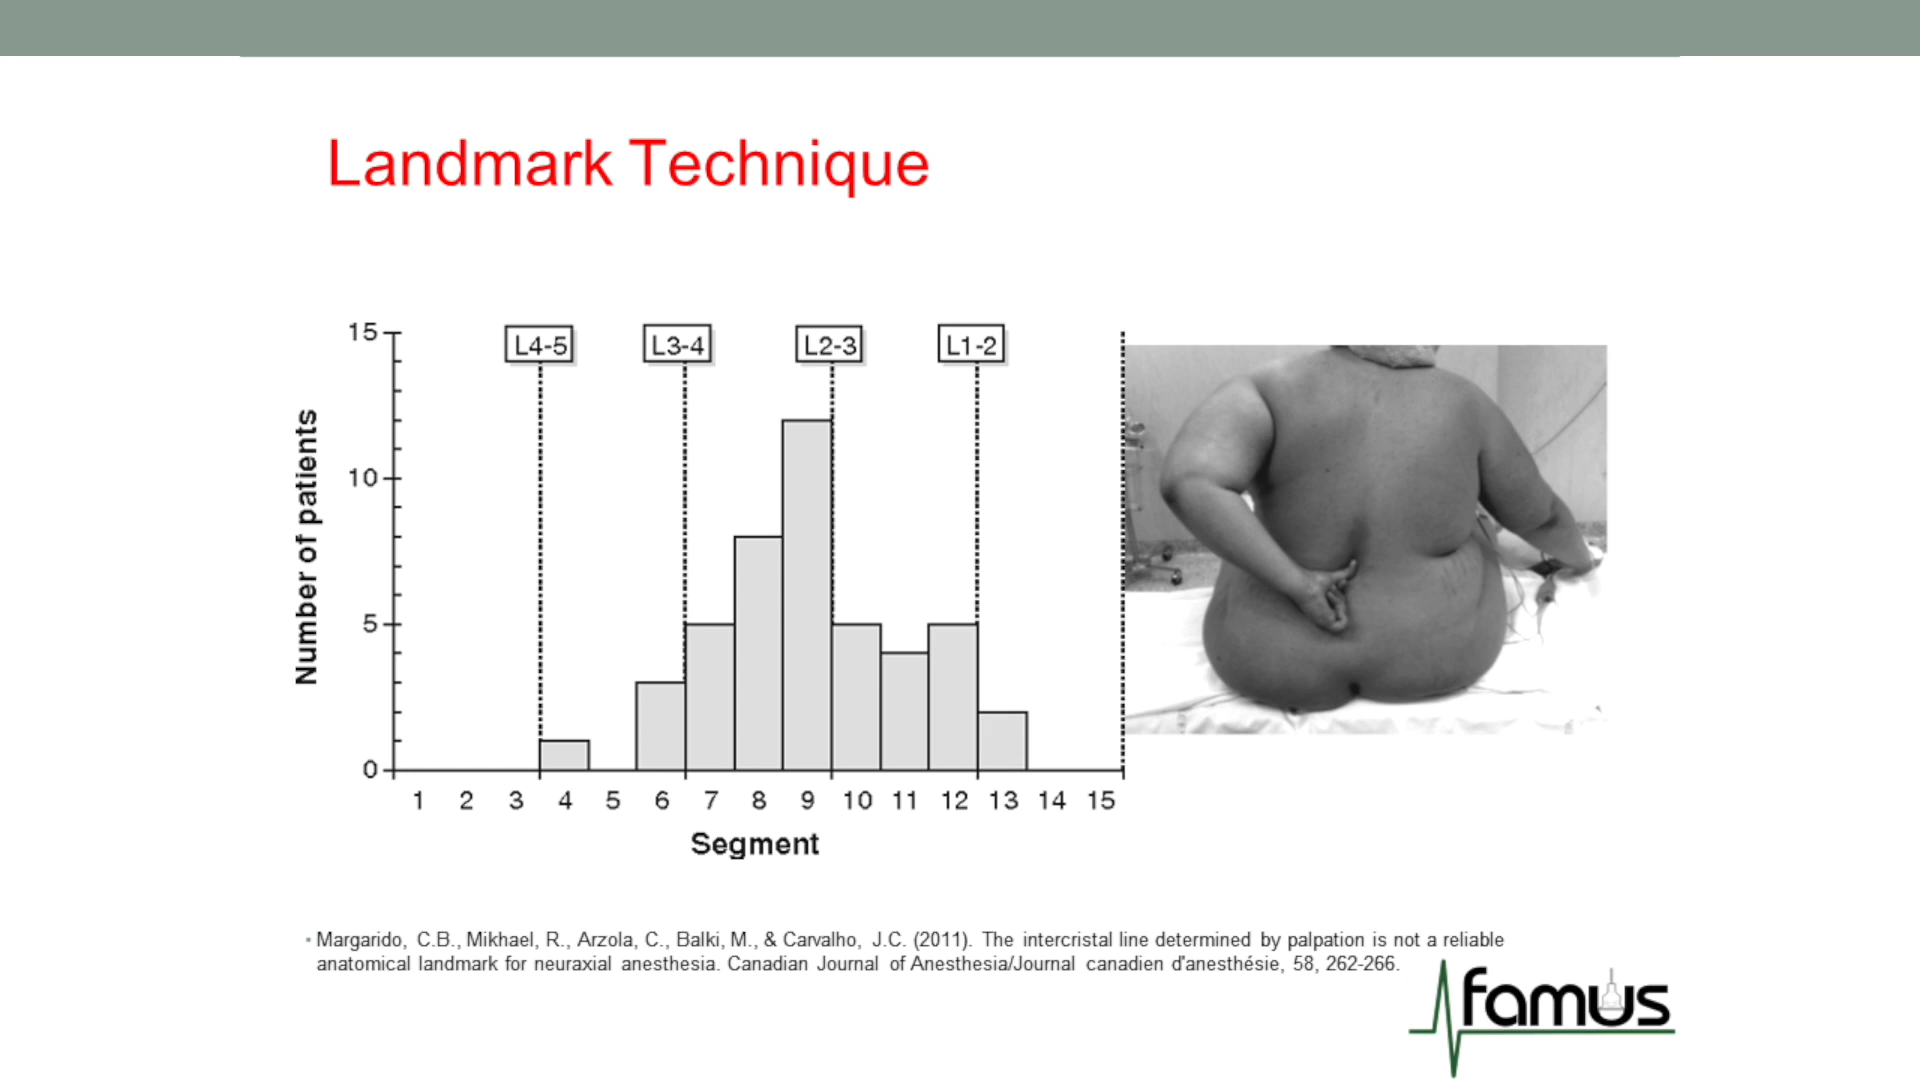 Landmark Technique
15
10
5
0
Number of patients
L4-5 L3-4 L2-3 L1-2
1 2 3 4 5 6 7 8 9 10 11 12 13 14 15
Segment
▪ Margarido, C.B., Mikhael, R., Arzola, C., Balki, M., & Carvalho, J.C. (2011). The intercristal line determined by palpation is not a reliable
anatomical landmark for neuraxial anesthesia. Canadian Journal of Anesthesia/Journal canadien d'anesthésie, 58, 262-266.
famus